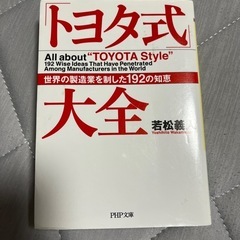 「トヨタ式」
All about “TOYOTA Style”
192 Wise Ideas That Have Penetrated
Among Manufacturers in the World
世界の製造業を制した192の知恵
大全
若松義
PHP文庫